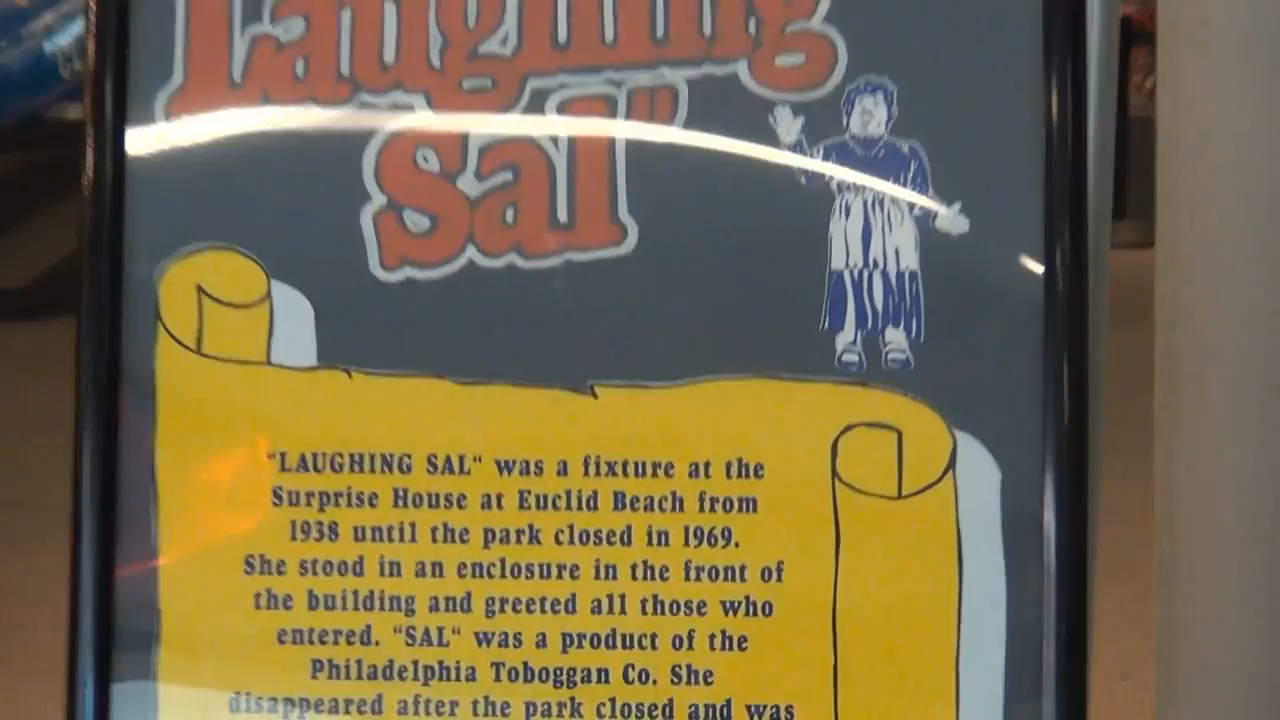 Laughing
Sal"
"LAUGHING SAL" was a fixture at the
Surprise House at Euclid Beach from
1938 until the park closed in 1969.
She stood in an enclosure in the front of
the building and greeted all those who
entered. "SAL" was a product of the
Philadelphia Toboggan Co. She
disappeared after the park closed and was